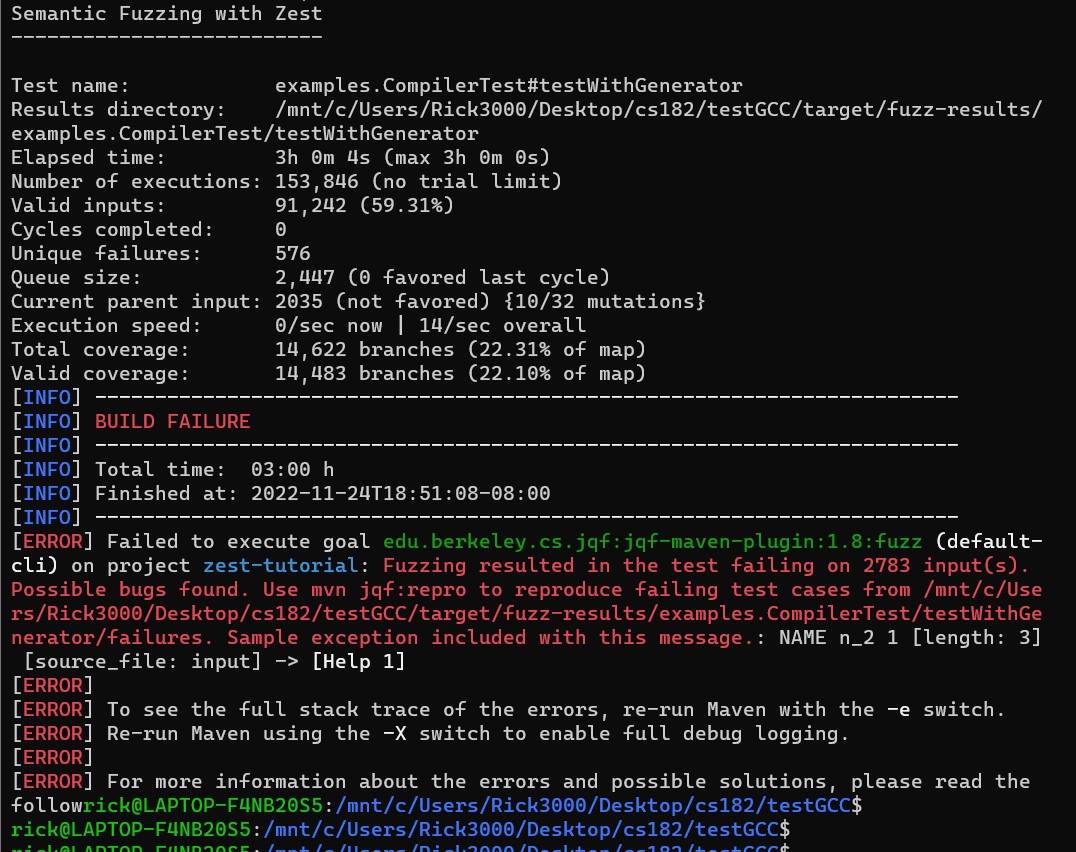 Semantic Fuzzing with Zest
--------------------------
Test name:            examples.CompilerTest#testWithGenerator
Results directory:    /mnt/c/Users/Rick3000/Desktop/cs182/testGCC/target/fuzz-results/
examples.CompilerTest/testWithGenerator
Elapsed time:         3h 0m 4s (max 3h 0m 0s)
Number of executions: 153,846 (no trial limit)
Valid inputs:         91,242 (59.31%)
Cycles completed:     0
Unique failures:      576
Queue size:           2,447 (0 favored last cycle)
Current parent input: 2035 (not favored) {10/32 mutations}
Execution speed:      0/sec now | 14/sec overall
Total coverage:       14,622 branches (22.31% of map)
Valid coverage:       14,483 branches (22.10% of map)
[INFO] ------------------------------------------------------------------------
[INFO] BUILD FAILURE
[INFO] ------------------------------------------------------------------------
[INFO] Total time:  03:00 h
[INFO] Finished at: 2022-11-24T18:51:08-08:00
[INFO] ------------------------------------------------------------------------
[ERROR] Failed to execute goal edu.berkeley.cs.jqf:jqf-maven-plugin:1.8:fuzz (default-
cli) on project zest-tutorial: Fuzzing resulted in the test failing on 2783 input(s).
Possible bugs found. Use mvn jqf:repro to reproduce failing test cases from /mnt/c/Use
rs/Rick3000/Desktop/cs182/testGCC/target/fuzz-results/examples.CompilerTest/testWithGe
nerator/failures. Sample exception included with this message.: NAME n_2 1 [length: 3]
 [source_file: input] -> [Help 1]
[ERROR]
[ERROR] To see the full stack trace of the errors, re-run Maven with the -e switch.
[ERROR] Re-run Maven using the -X switch to enable full debug logging.
[ERROR]
[ERROR] For more information about the errors and possible solutions, please read the
followrick@LAPTOP-F4NB20S5:/mnt/c/Users/Rick3000/Desktop/cs182/testGCC$
rick@LAPTOP-F4NB20S5:/mnt/c/Users/Rick3000/Desktop/cs182/testGCC$
rick@LAPTOP-F4NB20S5:/mnt/c/Users/Rick3000/Desktop/cs182/testGCC$